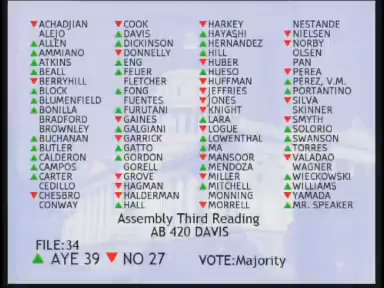 ACHADJIAN COOK HARKEY NESTANDE
ALEJO DAVIS HAYASHI NIELSEN
ALLEN DICKINSON HERNANDEZ NORBY
AMMIANO DONNELLY HILL OLSEN
ATKINS ENG HUBER PAN
BEALL FEUER HUESO PEREA
BERRYHILL FLETCHER HUFFMAN PEREZ, V.M.
BLOCK FONG JEFFRIES PORTANTINO
BLUMENFIELD FUENTES JONES SILVA
BONILLA FURUTANI KNIGHT SKINNER
BRADFORD GAINES LARA SMYTH
BROWNLEY GALGIANI LOGUE SOLORIO
BUCHANAN GARRICK LOWENTHAL SWANSON
BUTLER GATTO MA TORRES
CALDERON GORDON MANSOOR VALADAO
CAMPOS GORELL MENDOZA WAGNER
CARTER GROVE MILLER WIECKOWSKI
CEDILLO HAGMAN MITCHELL WILLIAMS
CHESBRO HALDERMAN MONNING YAMADA
CONWAY HALL MORRELL MR. SPEAKER
Assembly Third Reading
AB 420 DAVIS
FILE:34
AYE 39 NO 27 VOTE:Majority